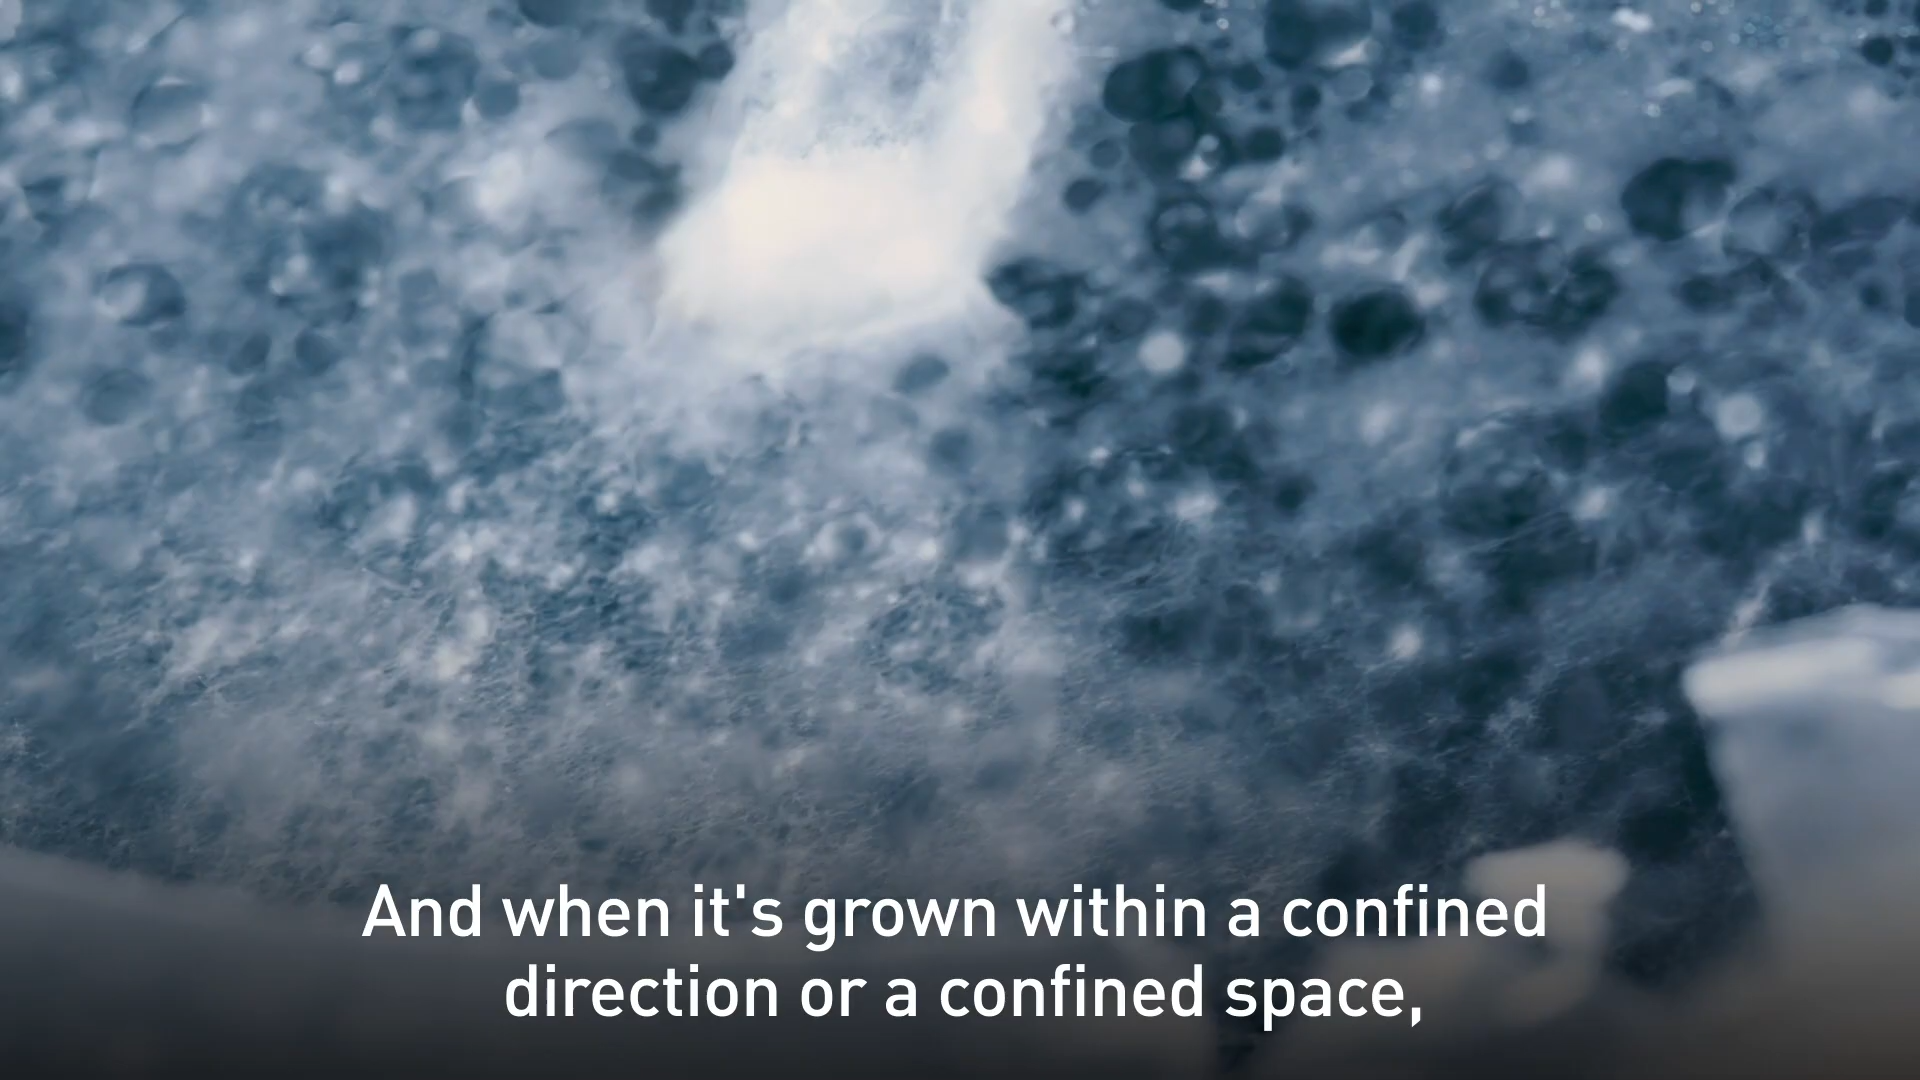 And when it's grown within a confined
direction or a confined space,